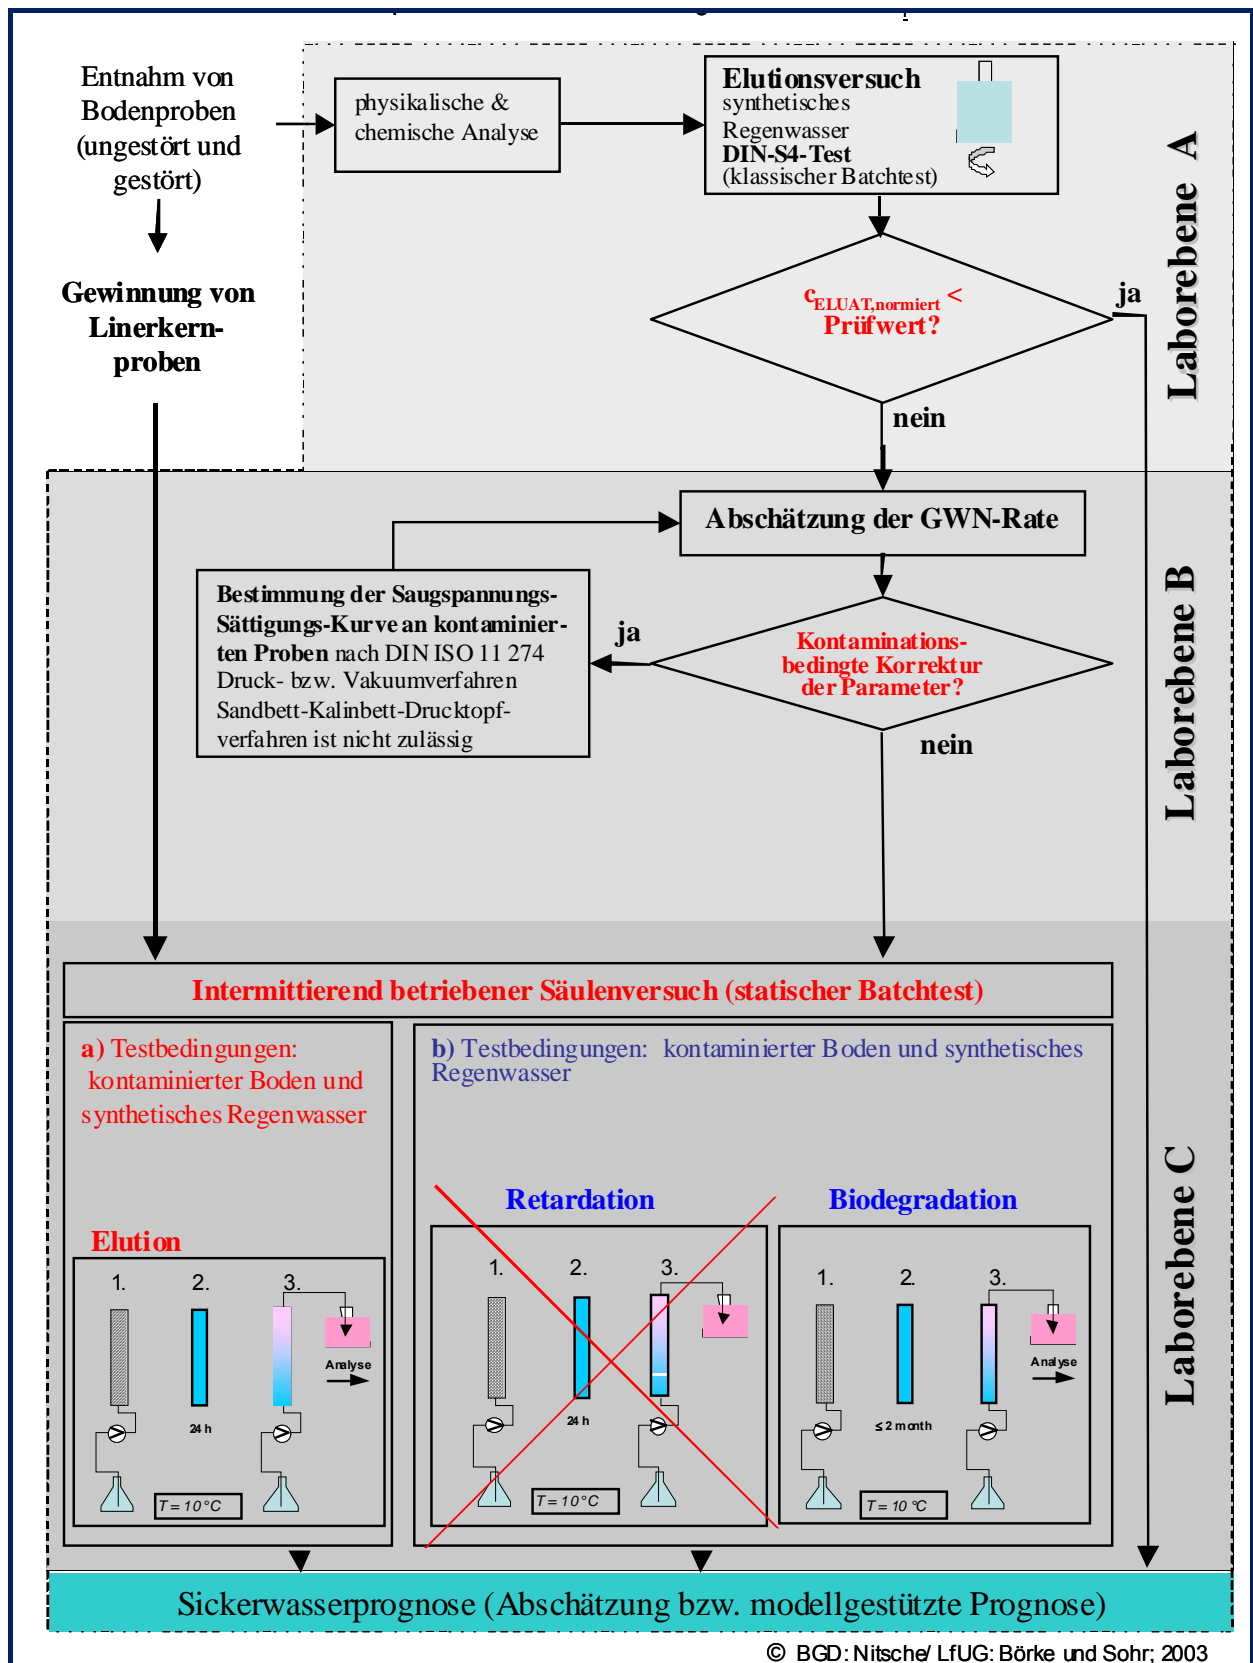 Entnahm von
Bodenproben
(ungestört und
gestört)
physikalische &
chemische Analyse
Elutionsversuch
synthetisches
Regenwasser
DIN-S4-Test
(klassischer Batchtest)
Laborebene A
Gewinnung von
Linerkern-
proben
cELUAT,normiert <
Prüfwert?
ja
nein
Abschätzung der GWN-Rate
Bestimmung der Saugspannungs-
Sättigungs-Kurve an kontaminier-
ten Proben nach DIN ISO 11 274
Druck- bzw. Vakuumverfahren
Sandbett-Kalinbett-Drucktopf-
verfahren ist nicht zulässig
ja
Kontaminations-
bedingte Korrektur
der Parameter?
nein
Laborebene B
Intermittierend betriebener Säulenversuch (statischer Batchtest)
a) Testbedingungen:
kontaminierter Boden und
synthetisches Regenwasser
b) Testbedingungen: kontaminierter Boden und synthetisches
Regenwasser
Laborebene C
Elution
1. 2. 3.
Analyse
24 h
T = 10°C
Retardation
1. 2. 3.
24 h
T = 10°C
Biodegradation
1. 2. 3.
Analyse
≤ 2 month
T = 10 °C
Sickerwasserprognose (Abschätzung bzw. modellgestützte Prognose)
© BGD: Nitsche/ LfUG: Börke und Sohr; 2003